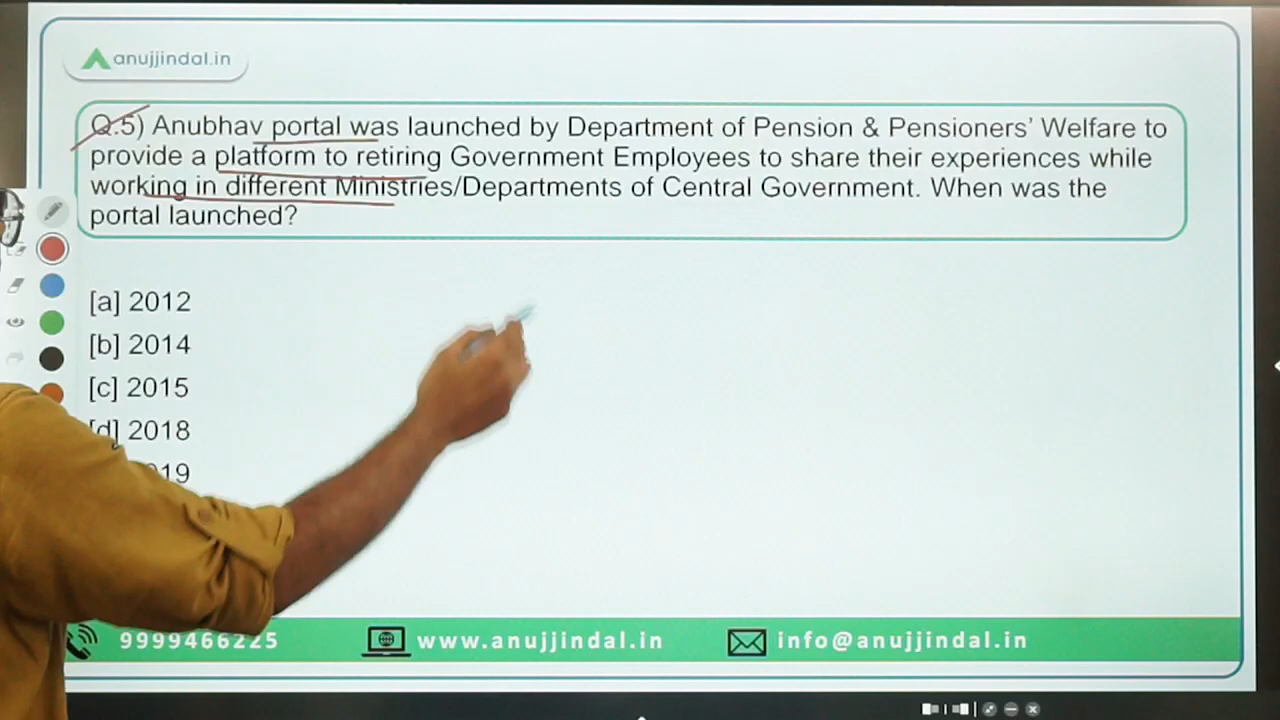 anujjindal.in
Q.5) Anubhav portal was launched by Department of Pension & Pensioners’ Welfare to
provide a platform to retiring Government Employees to share their experiences while
working in different Ministries/Departments of Central Government. When was the
portal launched?
[a] 2012
[b] 2014
[c] 2015
[d] 2018
19
9999466225 www.anujjindal.in info@anujjindal.in